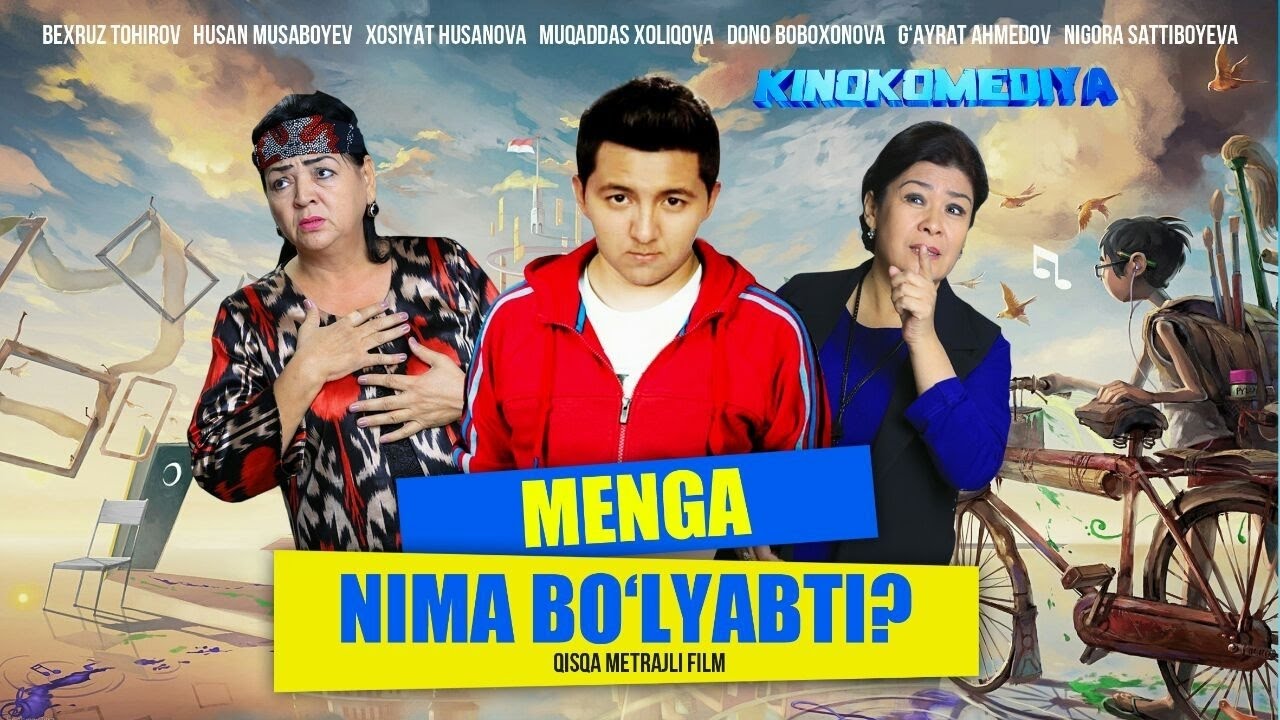 BEXRUZ TOHIROV HUSAN MUSABOYEV XOSIYAT HUSANOVA MUQADDAS XOLIQOVA DONO BOBOXONOVA G‘AYRAT AHMEDOV NIGORA SATTIBOYEVA
KINOKOMEDIYA
MENGA
NIMA BO‘LYABTI?
QISQA METRAJLI FILM